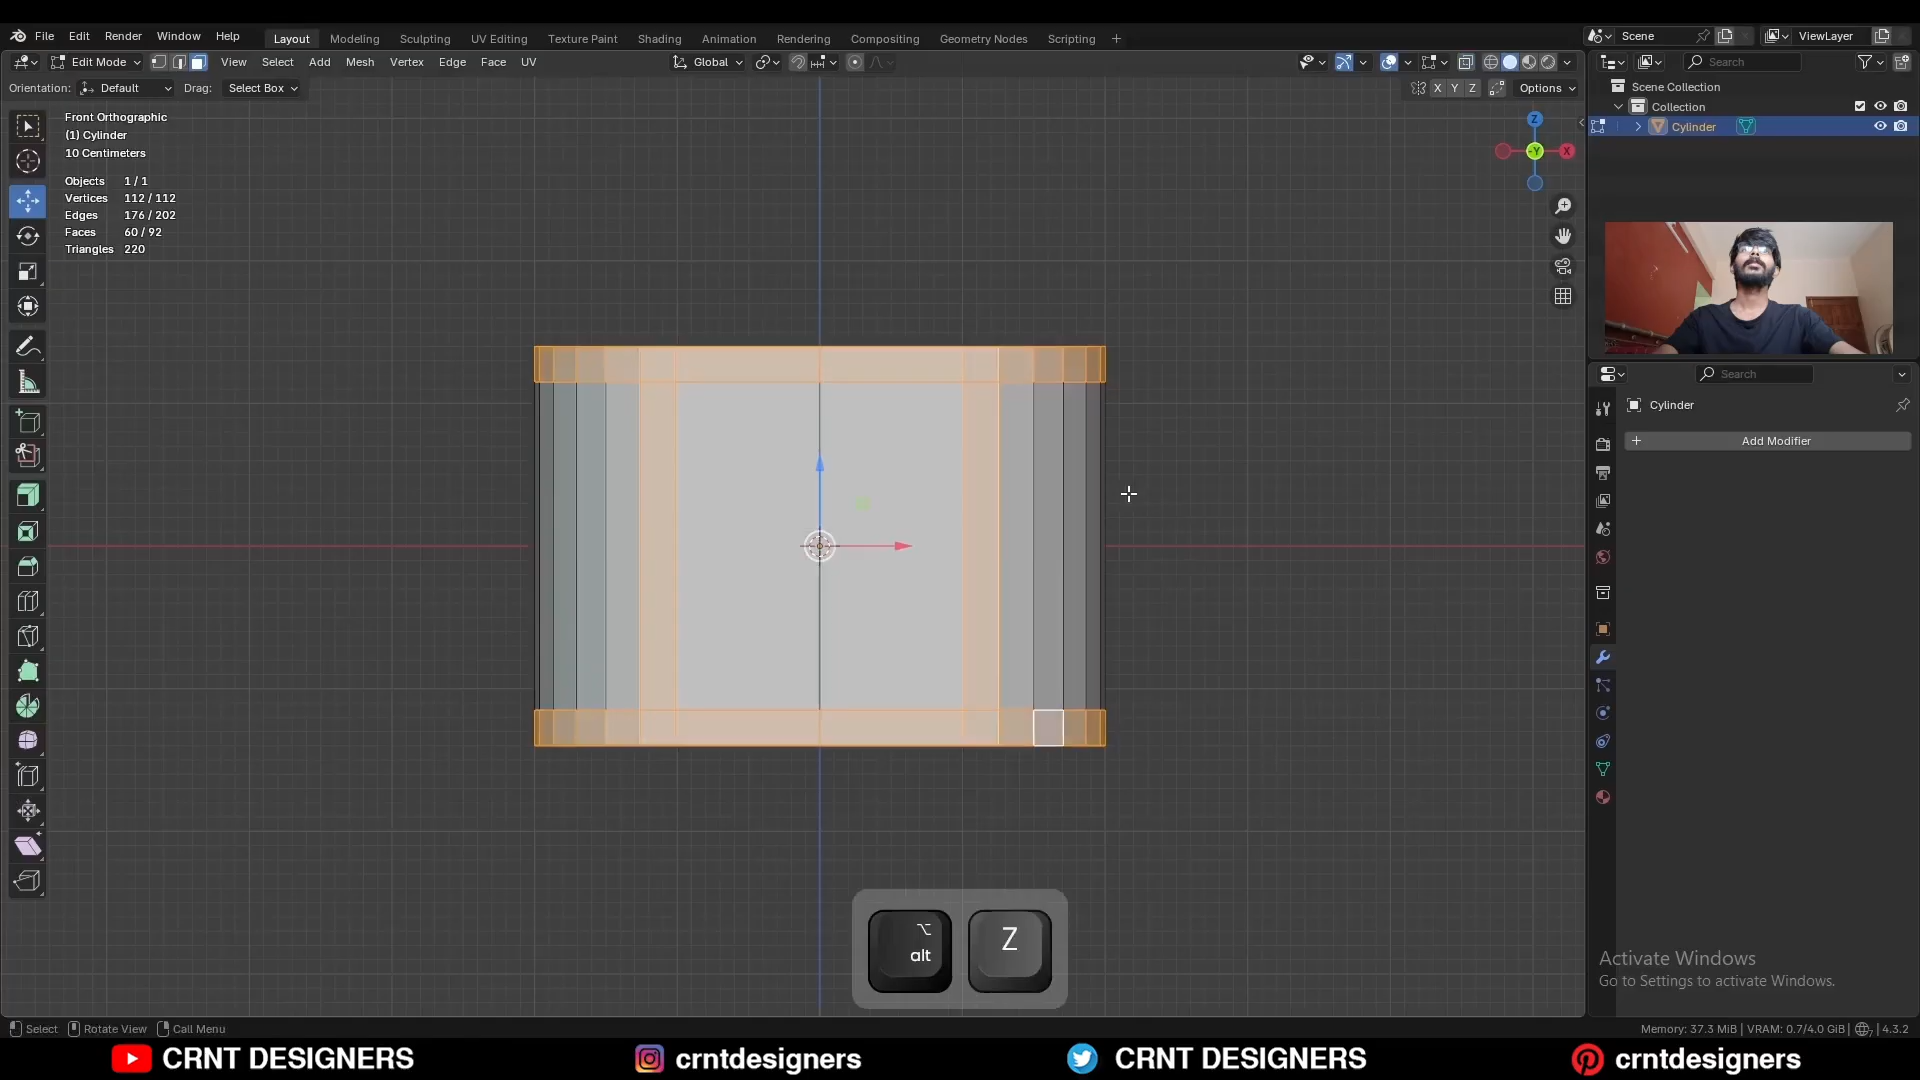 File Edit Render Window Help Layout Modeling Sculpting UV Editing Texture Paint Shading Animation Rendering Compositing Geometry Nodes Scripting + Scene ViewLayer
Edit Mode View Select Add Mesh Vertex Edge Face UV Global Search
Orientation: Default Drag: Select Box X Y Z Options
Scene Collection
Collection
Cylinder
Front Orthographic
(1) Cylinder
10 Centimeters
Objects 1 / 1
Vertices 112 / 112
Edges 176 / 202
Faces 60 / 92
Triangles 220
Z
-Y
X
Search
Cylinder
+ Add Modifier
alt
Z
Activate Windows
Go to Settings to activate Windows.
Select Rotate View Call Menu Memory: 37.3 MiB | VRAM: 0.7/4.0 GiB | 4.3.2
CRNT DESIGNERS crntdesigners CRNT DESIGNERS crntdesigners